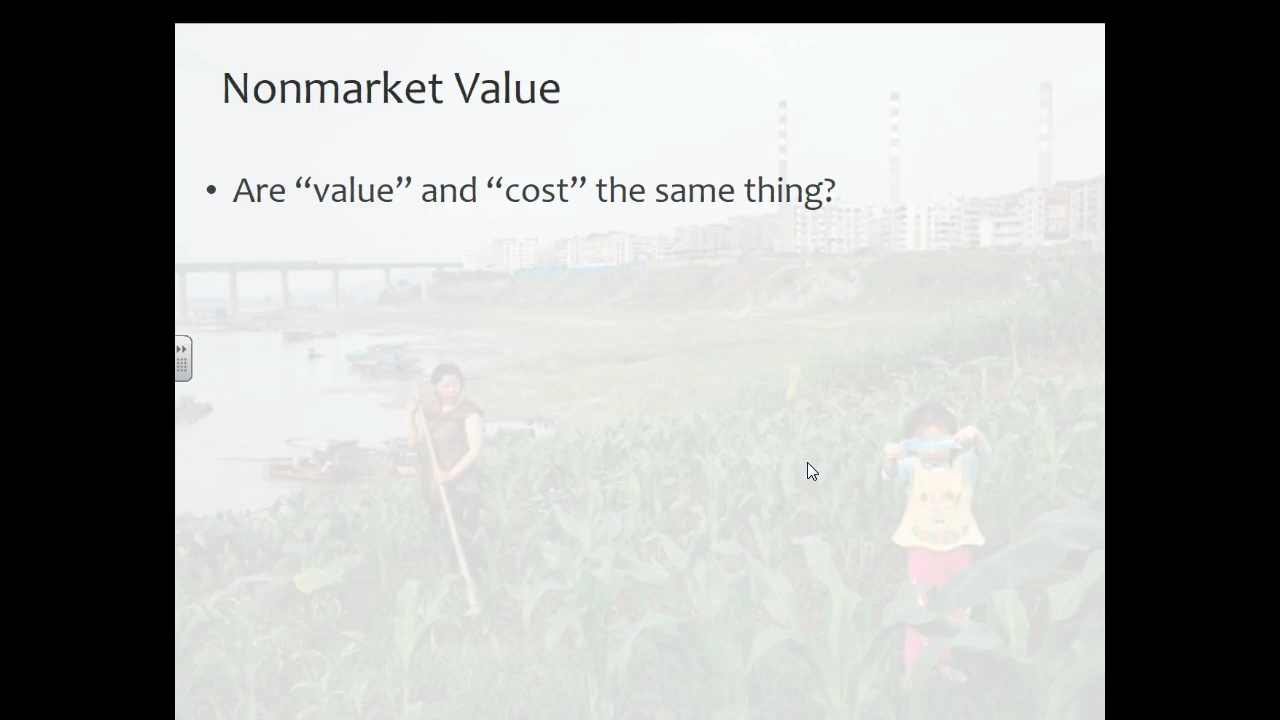 Nonmarket Value
• Are “value” and “cost” the same thing?